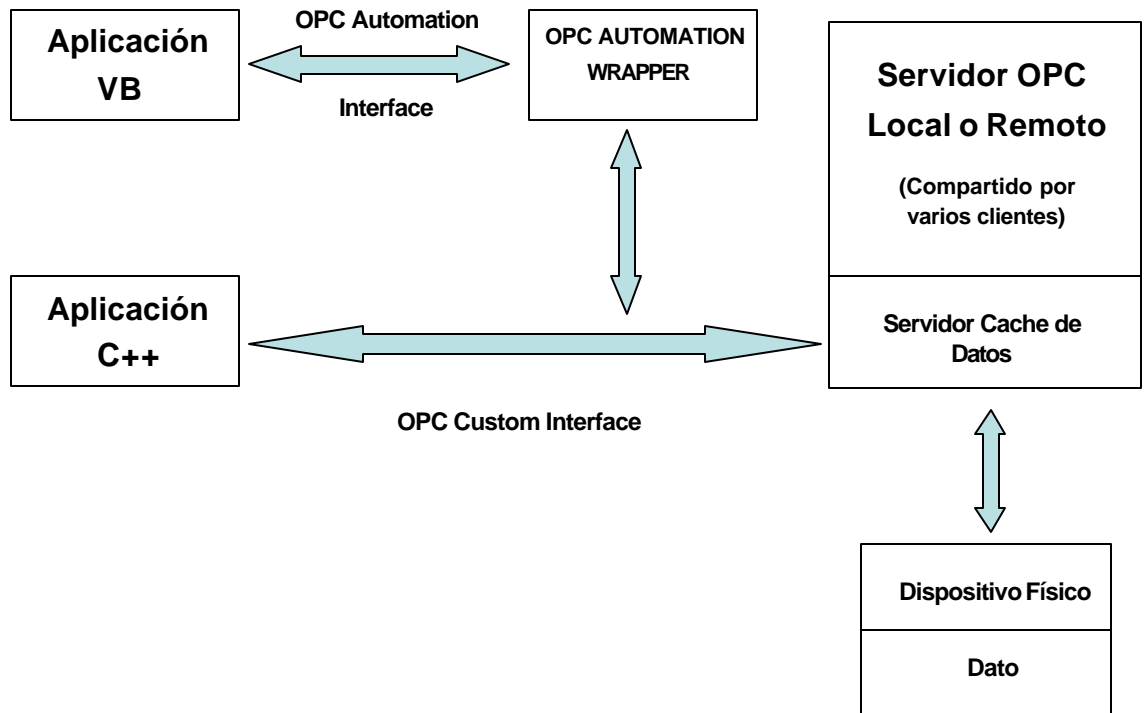 Aplicación
VB
OPC Automation
Interface
OPC AUTOMATION
WRAPPER
Servidor OPC
Local o Remoto
(Compartido por
varios clientes)
Aplicación
C++
OPC Custom Interface
Servidor Cache de
Datos
Dispositivo Físico
Dato